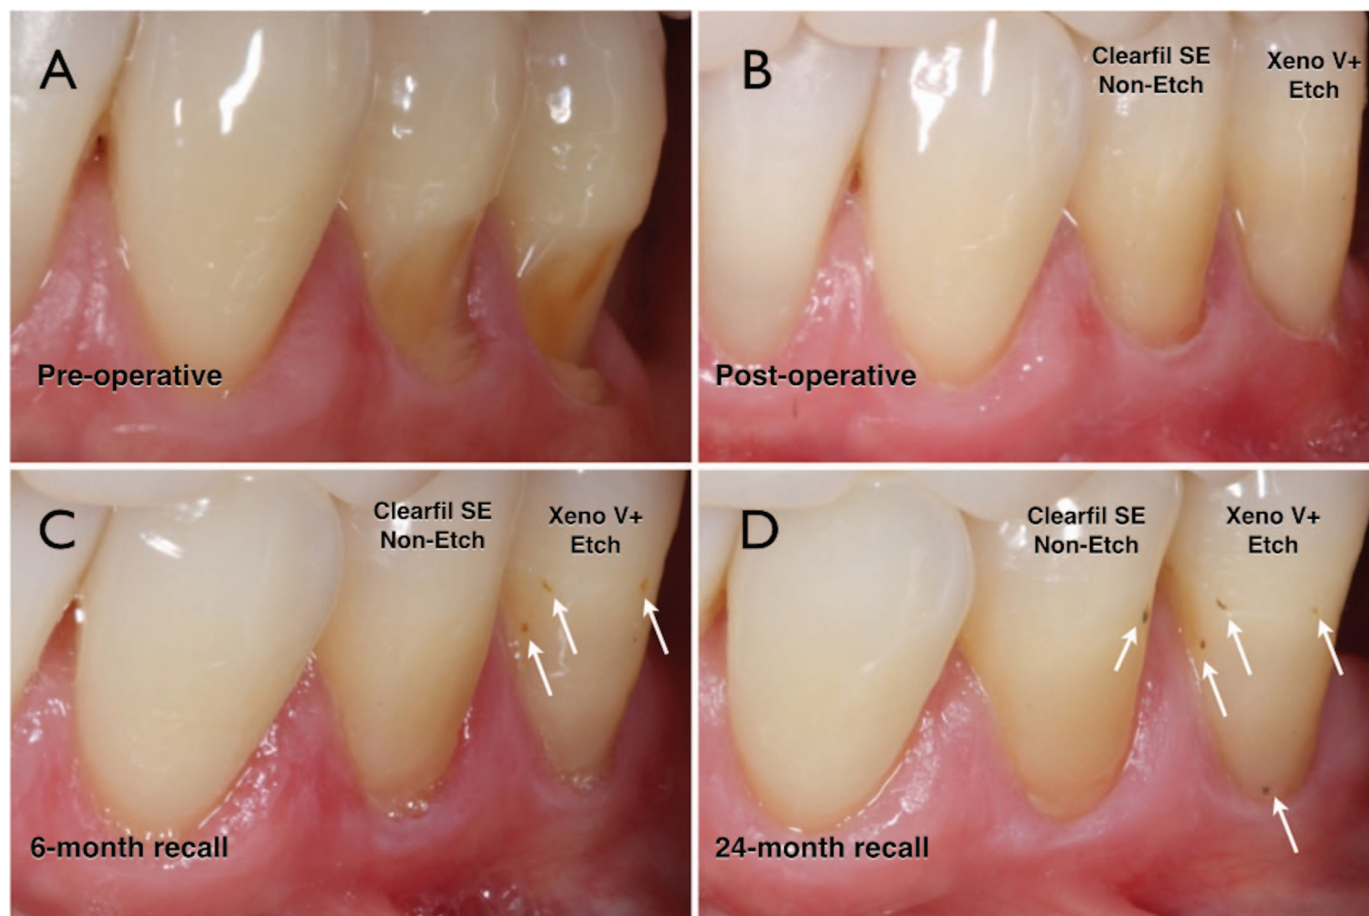 A
Pre-operative
B
Clearfil SE
Non-Etch
Xeno V+
Etch
Post-operative
C
Clearfil SE
Non-Etch
Xeno V+
Etch
6-month recall
D
Clearfil SE
Non-Etch
Xeno V+
Etch
24-month recall